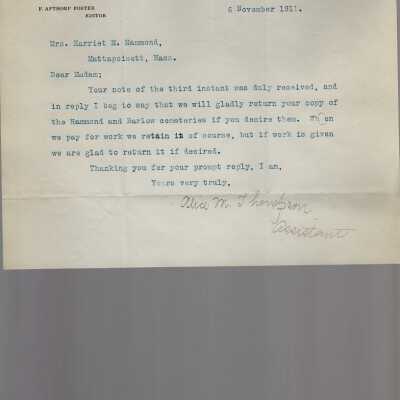 F. APTHORP FOSTER
EDITOR
6 November 1911.
Mrs. Harriet M. Hammond,
Mattapoisett, Mass.
Dear Madam;
Your note of the third instant was duly received, and
in reply I beg to say that we will gladly return your copy of
the Hammond and Barlow cemeteries if you desire them. When
we pay for work we retain it of course, but if work is given
we are glad to return it if desired.
Thanking you for your prompt reply, I am,
Yours very truly,
Alice M. Thompson
Assistant